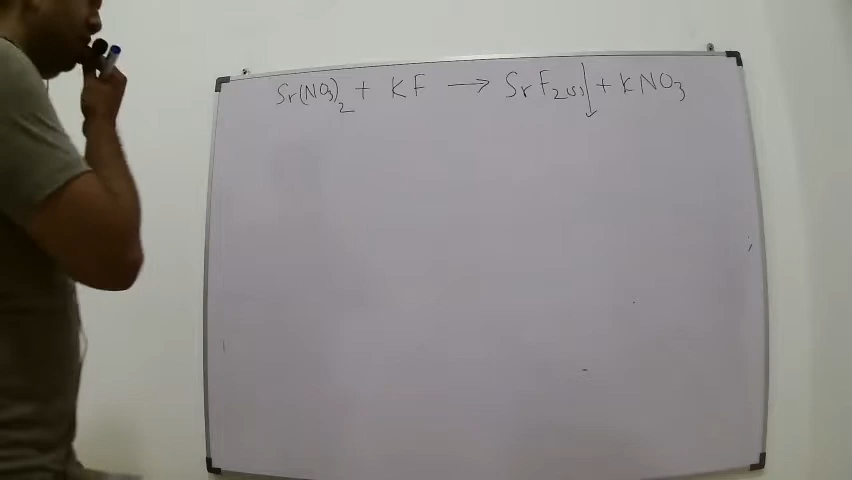 Sr(NO3)2 + KF → SrF2(s)↓ + KNO3